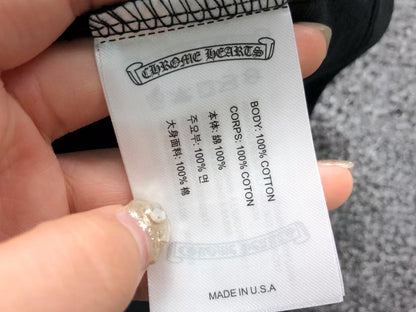 CHROME HEARTS
BODY: 100% COTTON
CORPS: 100% COTON
本体: 綿 100%
주요부: 100% 면
大身面料: 100% 棉
MADE IN U.S.A